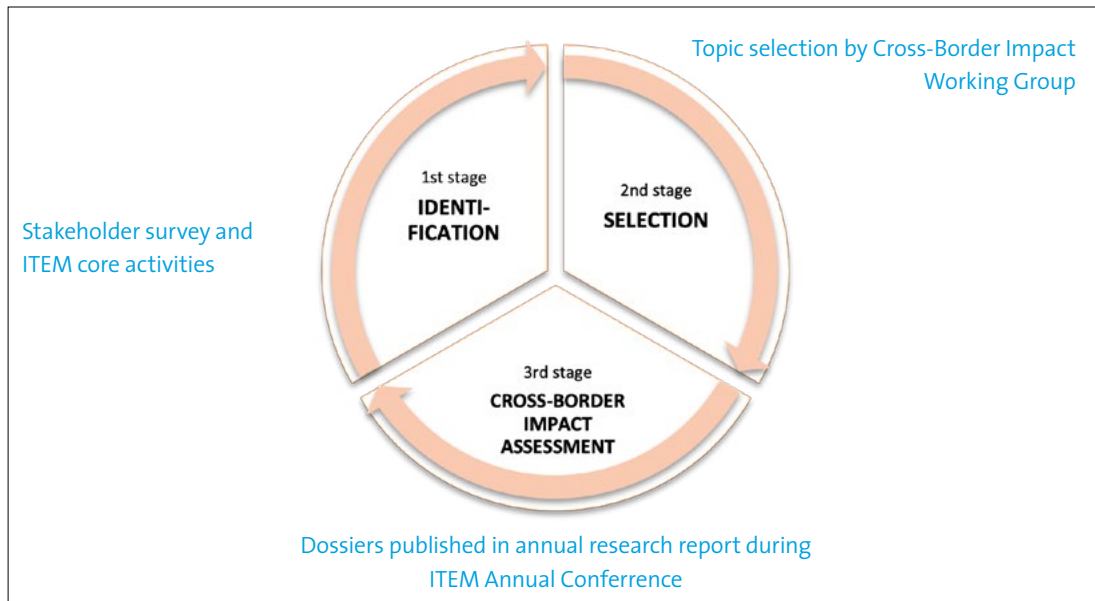 Topic selection by Cross-Border Impact
Working Group
1st stage
IDENTI-
FICATION
2nd stage
SELECTION
Stakeholder survey and
ITEM core activities
3rd stage
CROSS-BORDER
IMPACT
ASSESSMENT
Dossiers published in annual research report during
ITEM Annual Conferrence